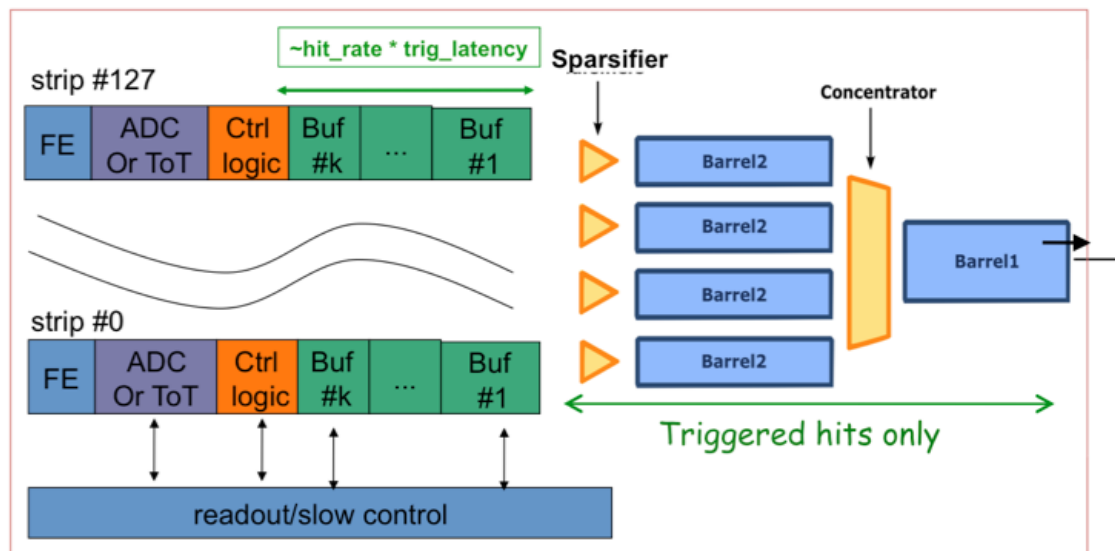 ~hit_rate * trig_latency
strip #127
FE
ADC
Or ToT
Ctrl
logic
Buf
#k
...
Buf
#1
strip #0
FE
ADC
Or ToT
Ctrl
logic
Buf
#k
...
Buf
#1
readout/slow control
Sparsifier
Concentrator
Barrel2
Barrel2
Barrel2
Barrel2
Barrel1
Triggered hits only